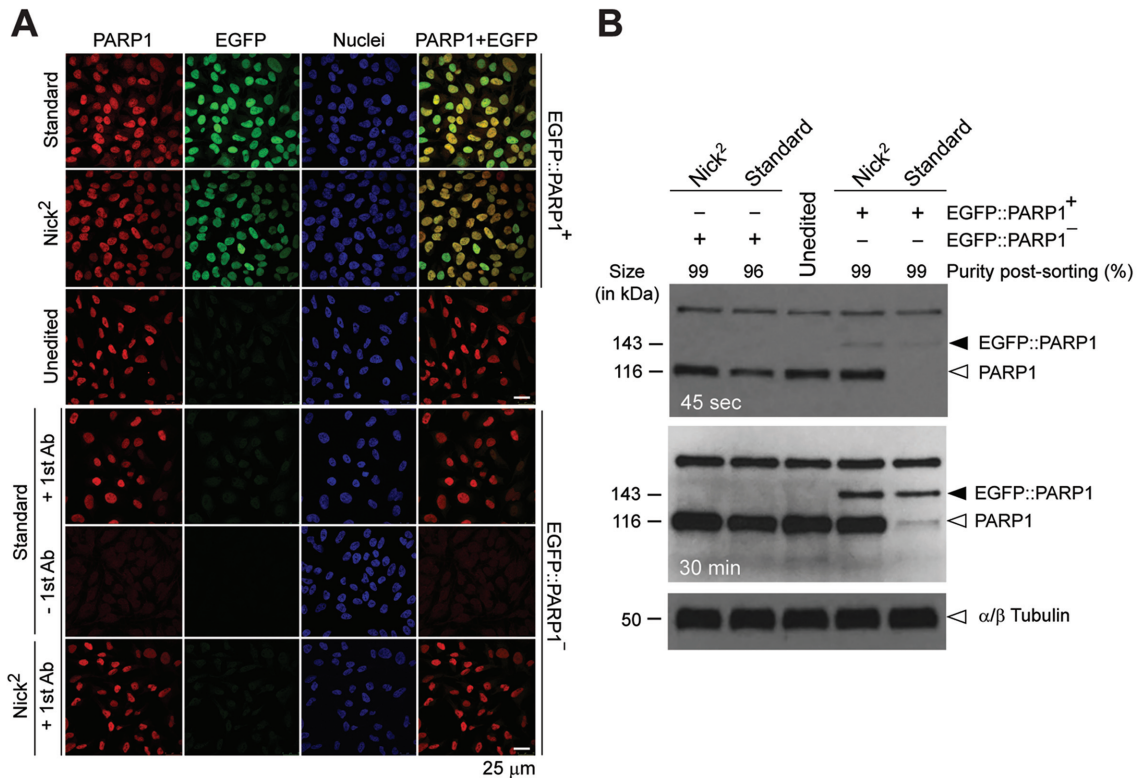 A
PARP1 EGFP Nuclei PARP1+EGFP
Standard
Nick²
Unedited
Standard
+ 1st Ab
- 1st Ab
Nick²
+ 1st Ab
EGFP::PARP1⁺
EGFP::PARP1⁻
25 μm
B
Nick² Standard Unedited Nick² Standard
– – + + EGFP::PARP1⁺
+ + – – EGFP::PARP1⁻
Size
(in kDa)
99 96 99 99 Purity post-sorting (%)
143 EGFP::PARP1
116 PARP1
45 sec
143 EGFP::PARP1
116 PARP1
30 min
50 α/β Tubulin